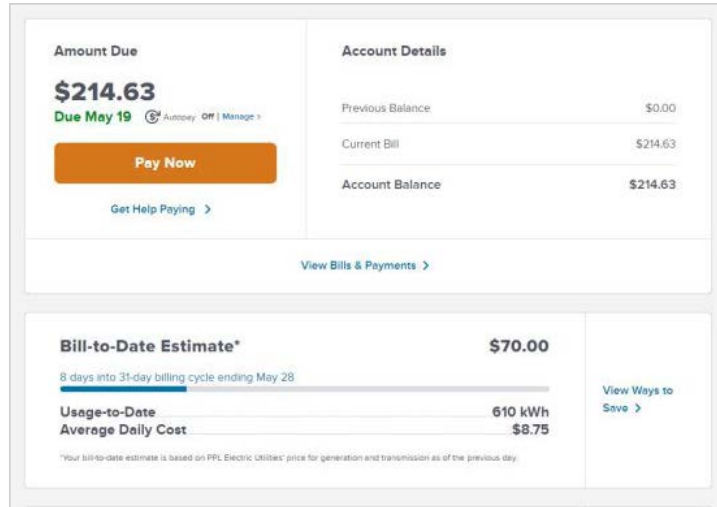 Amount Due
$214.63
Due May 19 Autopay Off | Manage >
Pay Now
Get Help Paying >
Account Details
Previous Balance $0.00
Current Bill $214.63
Account Balance $214.63
View Bills & Payments >
Bill-to-Date Estimate* $70.00
8 days into 31-day billing cycle ending May 28
Usage-to-Date 610 kWh
Average Daily Cost $8.75
*Your bill-to-date estimate is based on PPL Electric Utilities' price for generation and transmission as of the previous day.
View Ways to
Save >